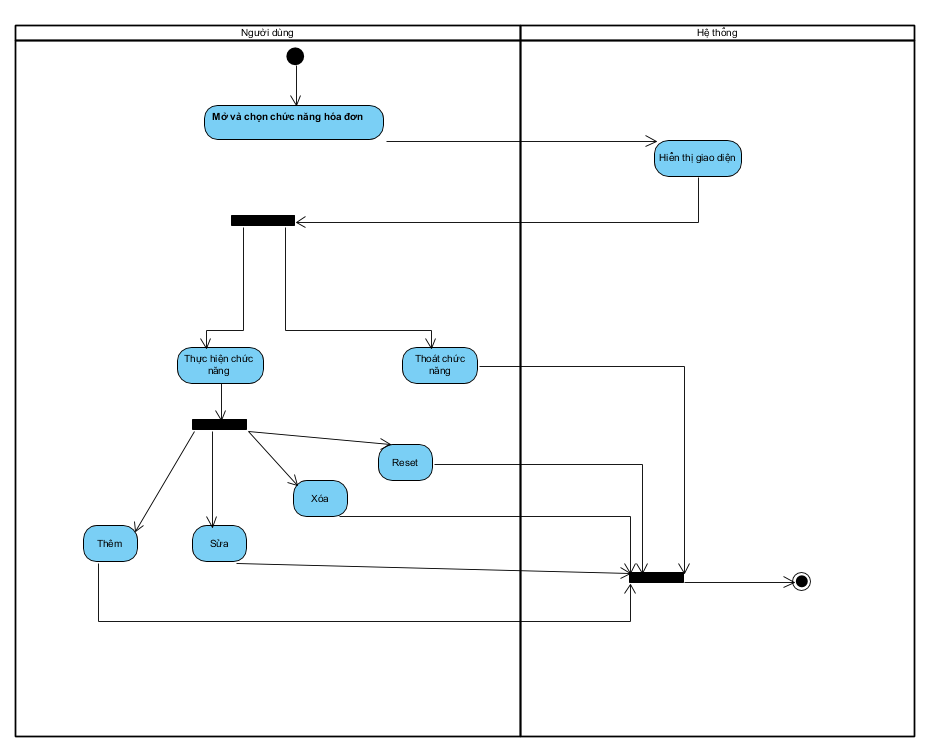 Người dùng
Hệ thống
Mở và chọn chức năng hóa đơn
Hiển thị giao diện
Thực hiện chức
năng
Thoát chức
năng
Reset
Xóa
Thêm
Sửa